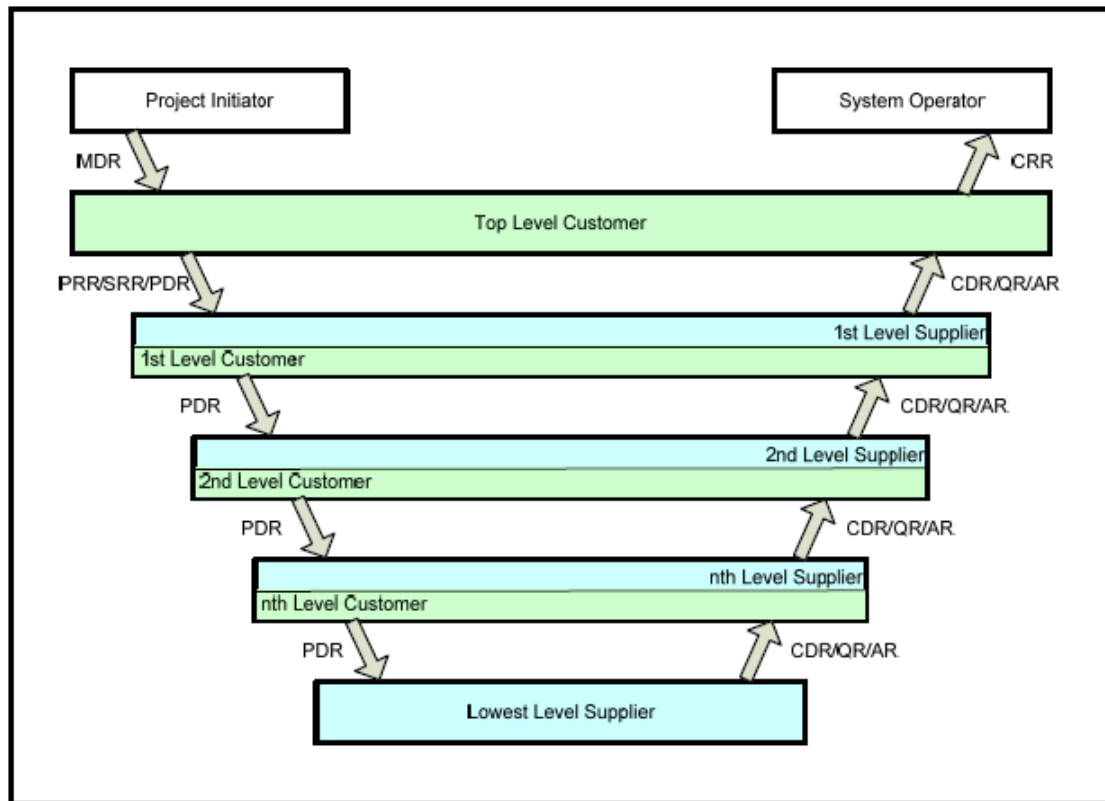 Project Initiator
System Operator
MDR
CRR
Top Level Customer
PRR/SRR/PDR
CDR/QR/AR
1st Level Supplier
1st Level Customer
PDR
CDR/QR/AR
2nd Level Supplier
2nd Level Customer
PDR
CDR/QR/AR
nth Level Supplier
nth Level Customer
PDR
CDR/QR/AR
Lowest Level Supplier